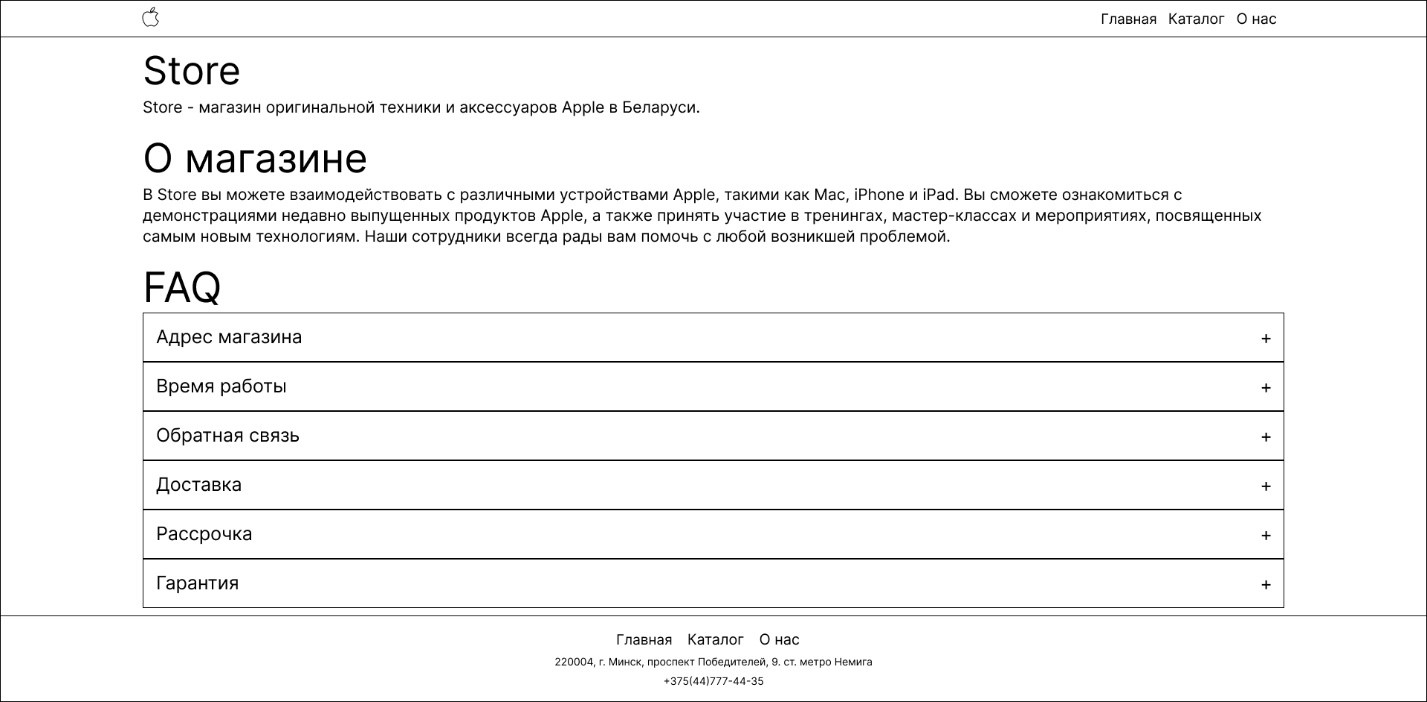 Главная Каталог О нас
Store
Store - магазин оригинальной техники и аксессуаров Apple в Беларуси.
О магазине
В Store вы можете взаимодействовать с различными устройствами Apple, такими как Mac, iPhone и iPad. Вы сможете ознакомиться с
демонстрациями недавно выпущенных продуктов Apple, а также принять участие в тренингах, мастер-классах и мероприятиях, посвященных
самым новым технологиям. Наши сотрудники всегда рады вам помочь с любой возникшей проблемой.
FAQ
Адрес магазина +
Время работы +
Обратная связь +
Доставка +
Рассрочка +
Гарантия +
Главная Каталог О нас
220004, г. Минск, проспект Победителей, 9. ст. метро Немига
+375(44)777-44-35